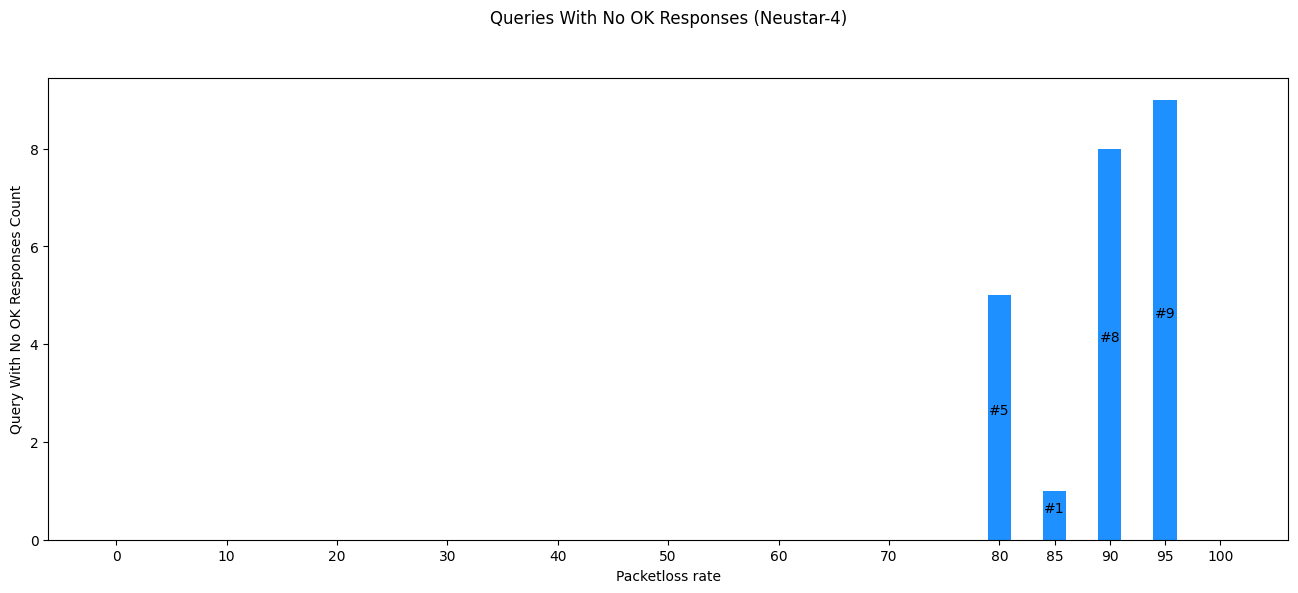 Queries With No OK Responses (Neustar-4)
Query With No OK Responses Count
8
6
4
2
0
#5
#1
#8
#9
0 10 20 30 40 50 60 70 80 85 90 95 100
Packetloss rate